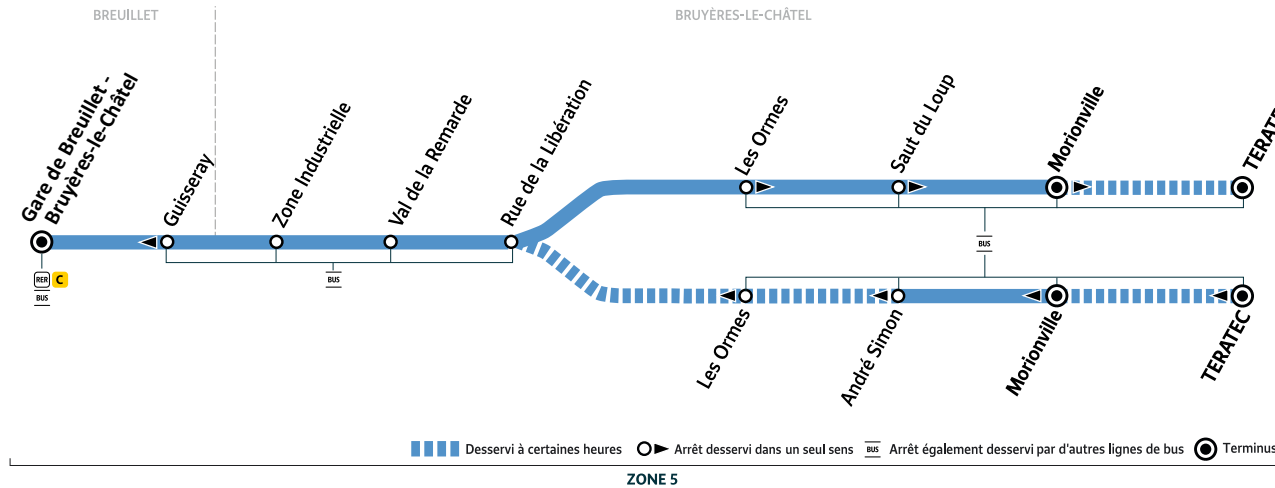 BREUILLET
BRUYÈRES-LE-CHÂTEL
Gare de Breuillet -
Bruyères-le-Châtel
Guisseray
Zone Industrielle
Val de la Remarde
Rue de la Libération
Les Ormes
Saut du Loup
Morionville
TERATEC
RER C
BUS
BUS
BUS
Les Ormes
André Simon
Morionville
TERATEC
Desservi à certaines heures
Arrêt desservi dans un seul sens
BUS Arrêt également desservi par d'autres lignes de bus
Terminus
ZONE 5